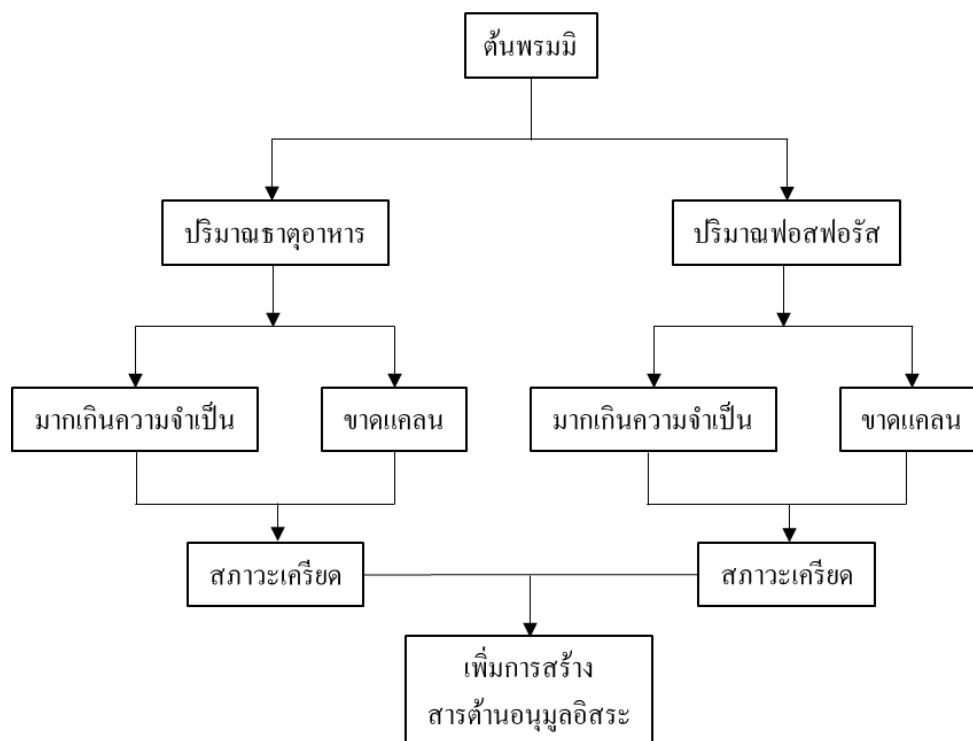 ต้นพรมมิ
ปริมาณธาตุอาหาร
ปริมาณฟอสฟอรัส
มากเกินความจำเป็น
ขาดแคลน
มากเกินความจำเป็น
ขาดแคลน
สภาวะเครียด
สภาวะเครียด
เพิ่มการสร้าง
สารต้านอนุมูลอิสระ